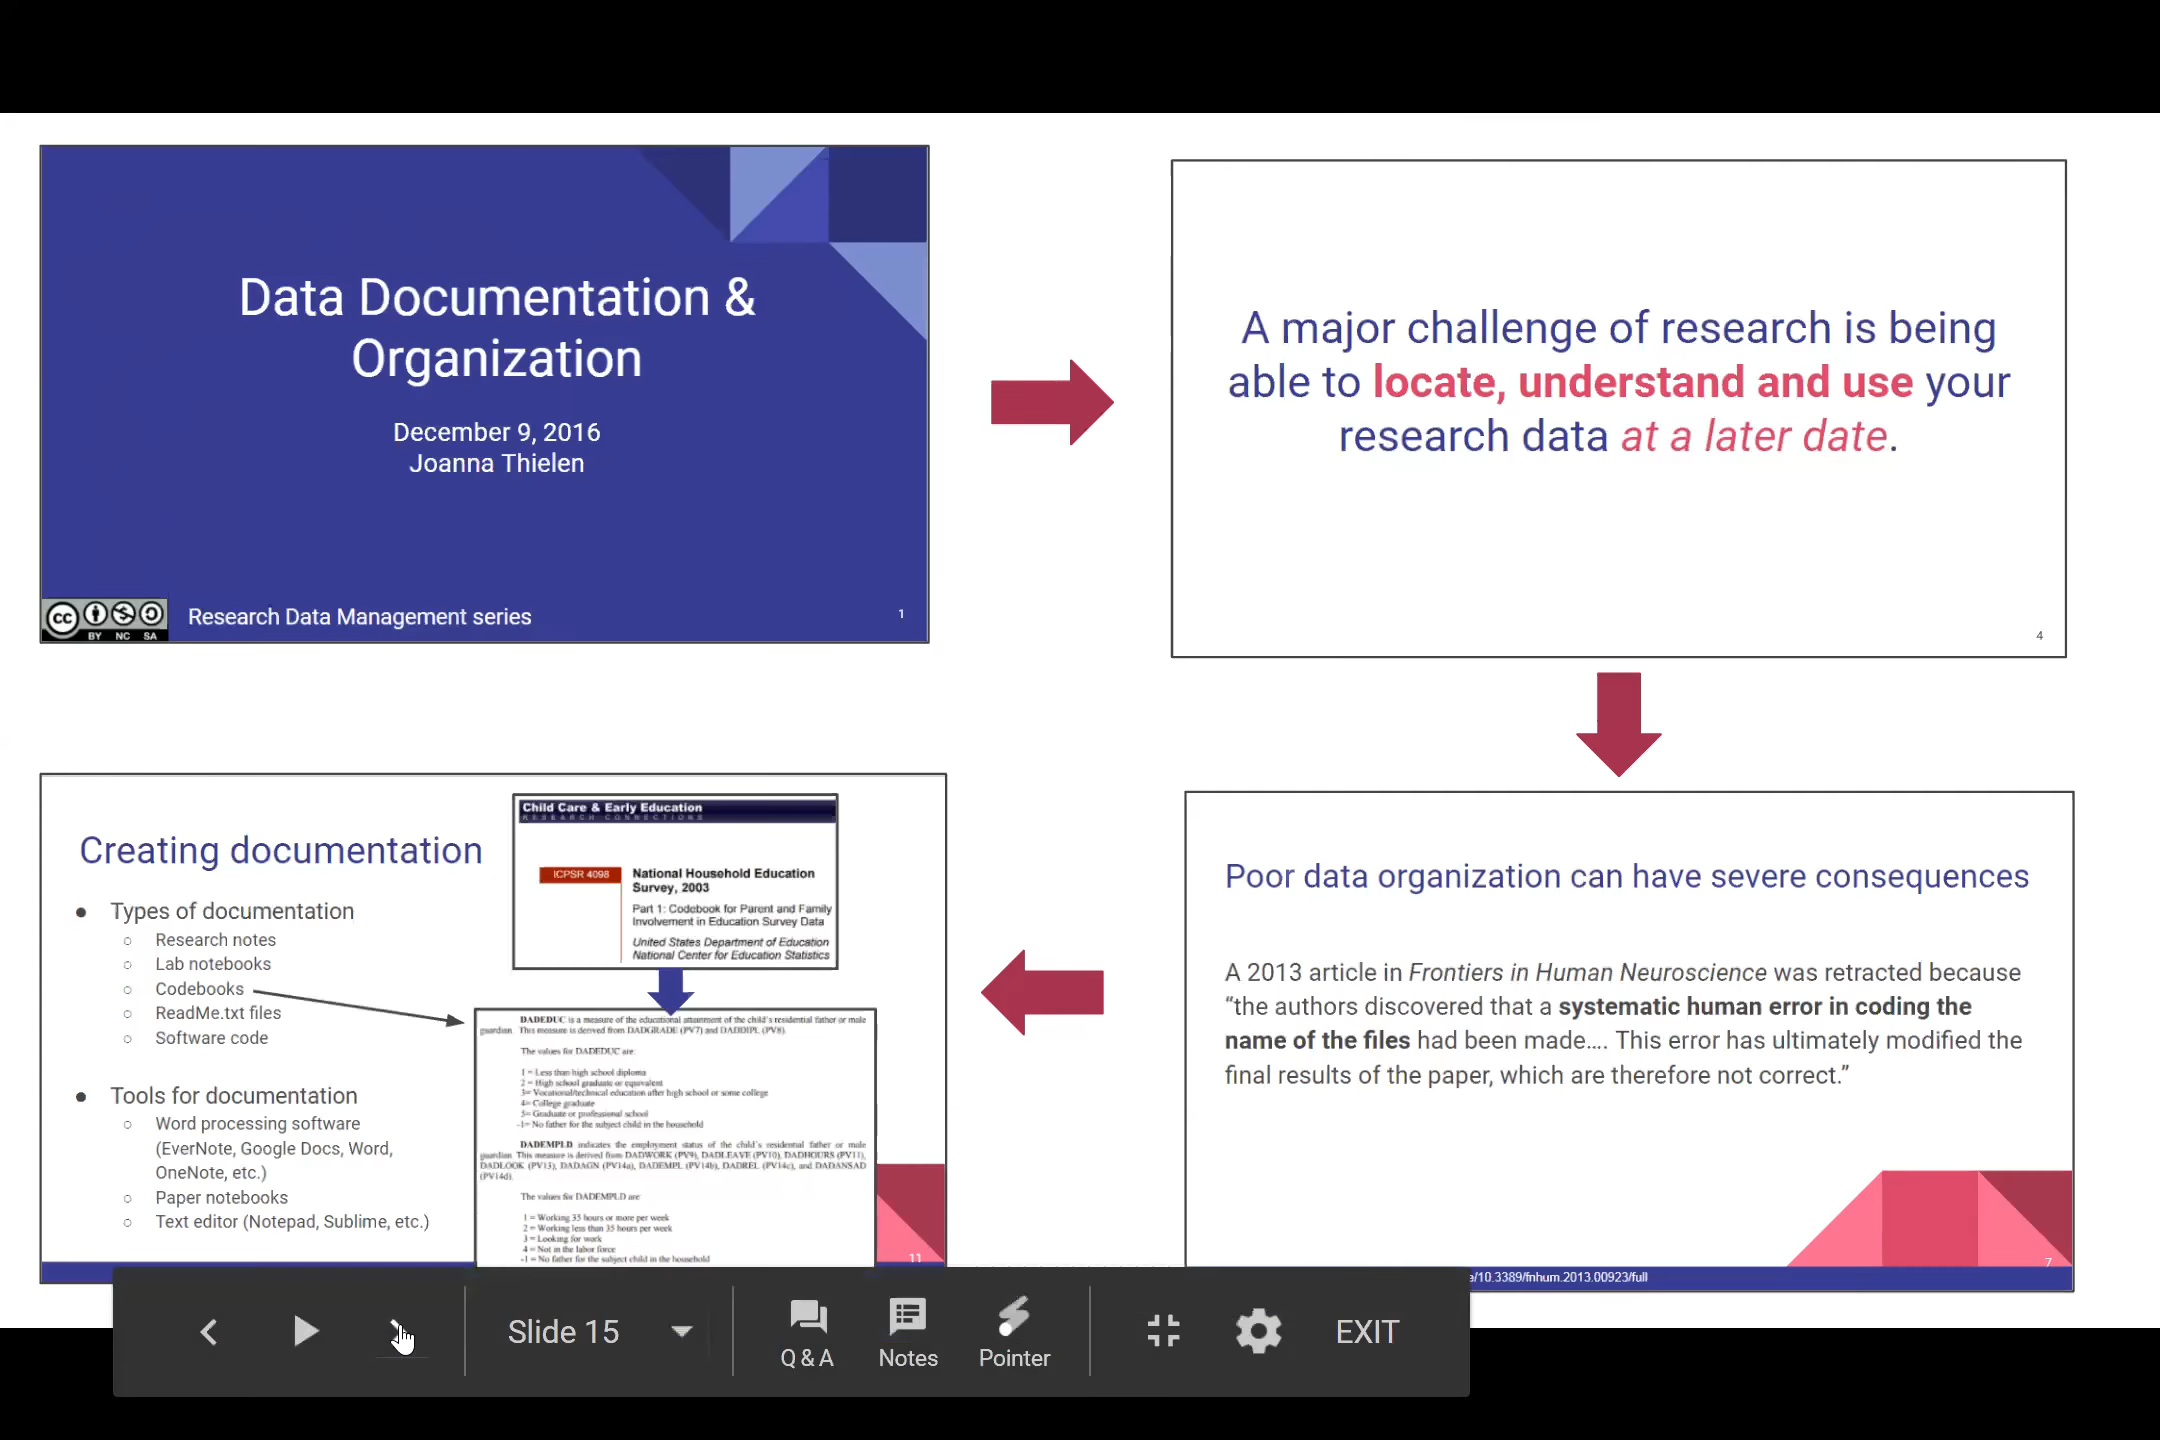 Data Documentation &
Organization
December 9, 2016
Joanna Thielen
cc
BY NC SA
Research Data Management series
1
A major challenge of research is being
able to locate, understand and use your
research data at a later date.
4
Poor data organization can have severe consequences
A 2013 article in Frontiers in Human Neuroscience was retracted because
“the authors discovered that a systematic human error in coding the
name of the files had been made.... This error has ultimately modified the
final results of the paper, which are therefore not correct.”
7
/10.3389/fnhum.2013.00923/full
Creating documentation
Types of documentation
Research notes
Lab notebooks
Codebooks
ReadMe.txt files
Software code
Tools for documentation
Word processing software
(EverNote, Google Docs, Word,
OneNote, etc.)
Paper notebooks
Text editor (Notepad, Sublime, etc.)
Child Care & Early Education
RESEARCH CONNECTIONS
ICPSR 4098
National Household Education
Survey, 2003
Part 1: Codebook for Parent and Family
Involvement in Education Survey Data
United States Department of Education
National Center for Education Statistics
DADEDUC is a measure of the educational attainment of the child's residential father or male
guardian. This measure is derived from DADGRADE (PV7) and DADDIPL (PV8).
The values for DADEDUC are:
1 = Less than high school diploma
2 = High school graduate or equivalent
3= Vocational/technical education after high school or some college
4= College graduate
5= Graduate or professional school
-1= No father for the subject child in the household
DADEMPLD indicates the employment status of the child's residential father or male
guardian. This measure is derived from DADWORK (PV9), DADLEAVE (PV10), DADHOURS (PV11),
DADLOOK (PV13), DADAGN (PV14a), DADEMPL (PV14b), DADREL (PV14c), and DADANSAD
(PV14d).
The values for DADEMPLD are
1 = Working 35 hours or more per week
2 = Working less than 35 hours per week
3 = Looking for work
4 = Not in the labor force
-1 = No father for the subject child in the household
11
Slide 15
Q & A
Notes
Pointer
EXIT